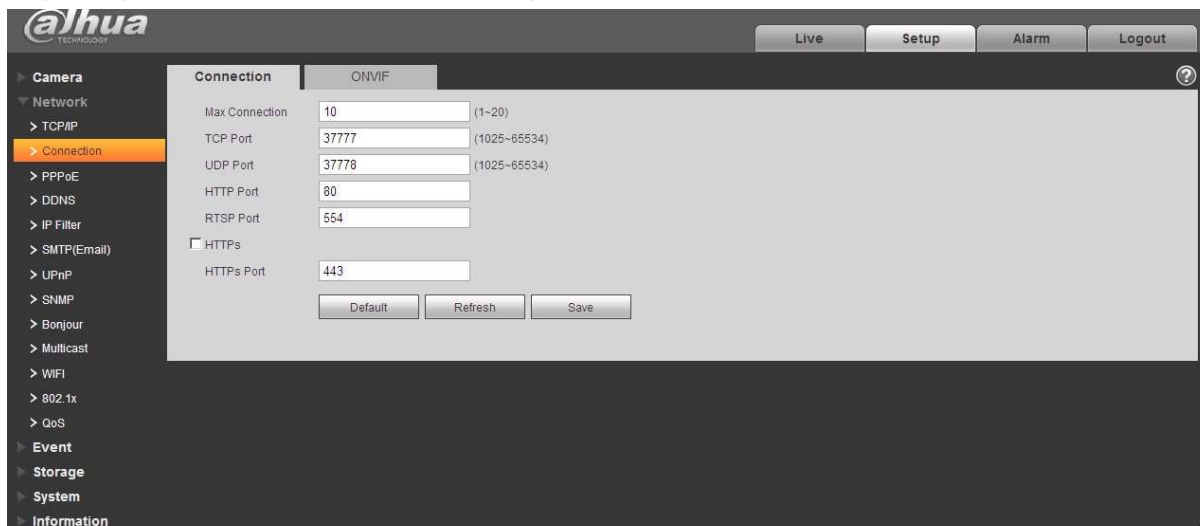 alhua
TECHNOLOGY
Live Setup Alarm Logout
Camera
Network
> TCP/IP
> Connection
> PPPoE
> DDNS
> IP Filter
> SMTP(Email)
> UPnP
> SNMP
> Bonjour
> Multicast
> WIFI
> 802.1x
> QoS
Event
Storage
System
Information
Connection ONVIF
?
Max Connection 10 (1~20)
TCP Port 37777 (1025~65534)
UDP Port 37778 (1025~65534)
HTTP Port 80
RTSP Port 554
HTTPs
HTTPs Port 443
Default Refresh Save